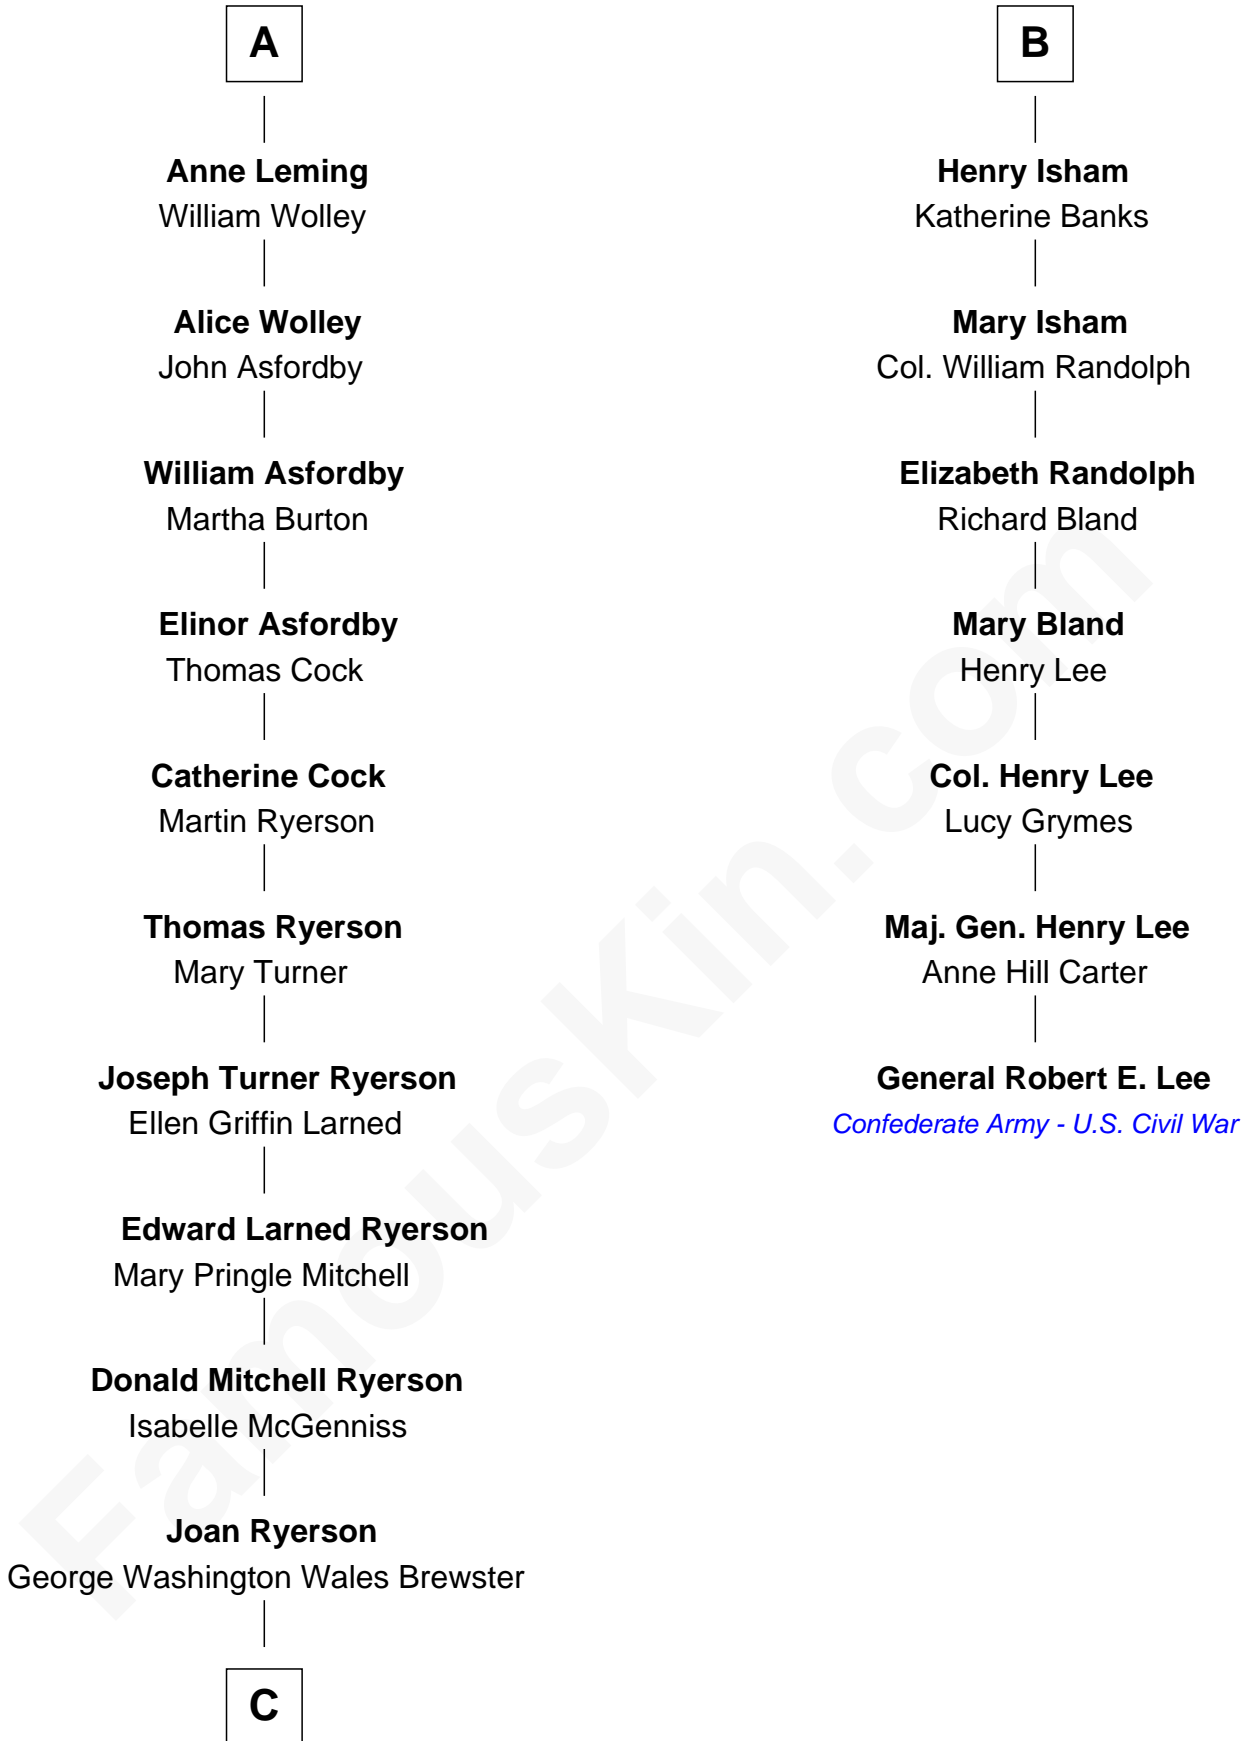 A
Anne Leming
William Wolley
Alice Wolley
John Asfordby
William Asfordby
Martha Burton
Elinor Asfordby
Thomas Cock
Catherine Cock
Martin Ryerson
Thomas Ryerson
Mary Turner
Joseph Turner Ryerson
Ellen Griffin Larned
Edward Larned Ryerson
Mary Pringle Mitchell
Donald Mitchell Ryerson
Isabelle McGenniss
Joan Ryerson
George Washington Wales Brewster
C
B
Henry Isham
Katherine Banks
Mary Isham
Col. William Randolph
Elizabeth Randolph
Richard Bland
Mary Bland
Henry Lee
Col. Henry Lee
Lucy Grymes
Maj. Gen. Henry Lee
Anne Hill Carter
General Robert E. Lee
Confederate Army - U.S. Civil War
FamousKin.com